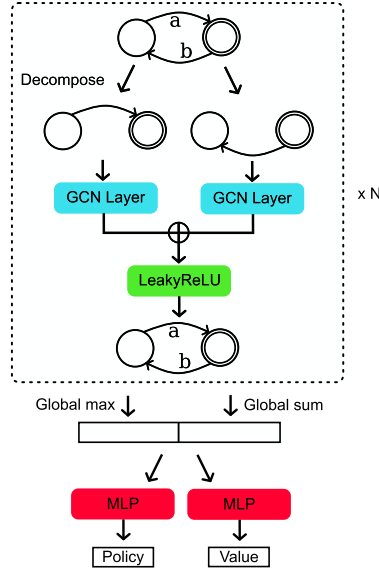 a
b
Decompose
GCN Layer
GCN Layer
x N
LeakyReLU
a
b
Global max
Global sum
MLP
MLP
Policy
Value